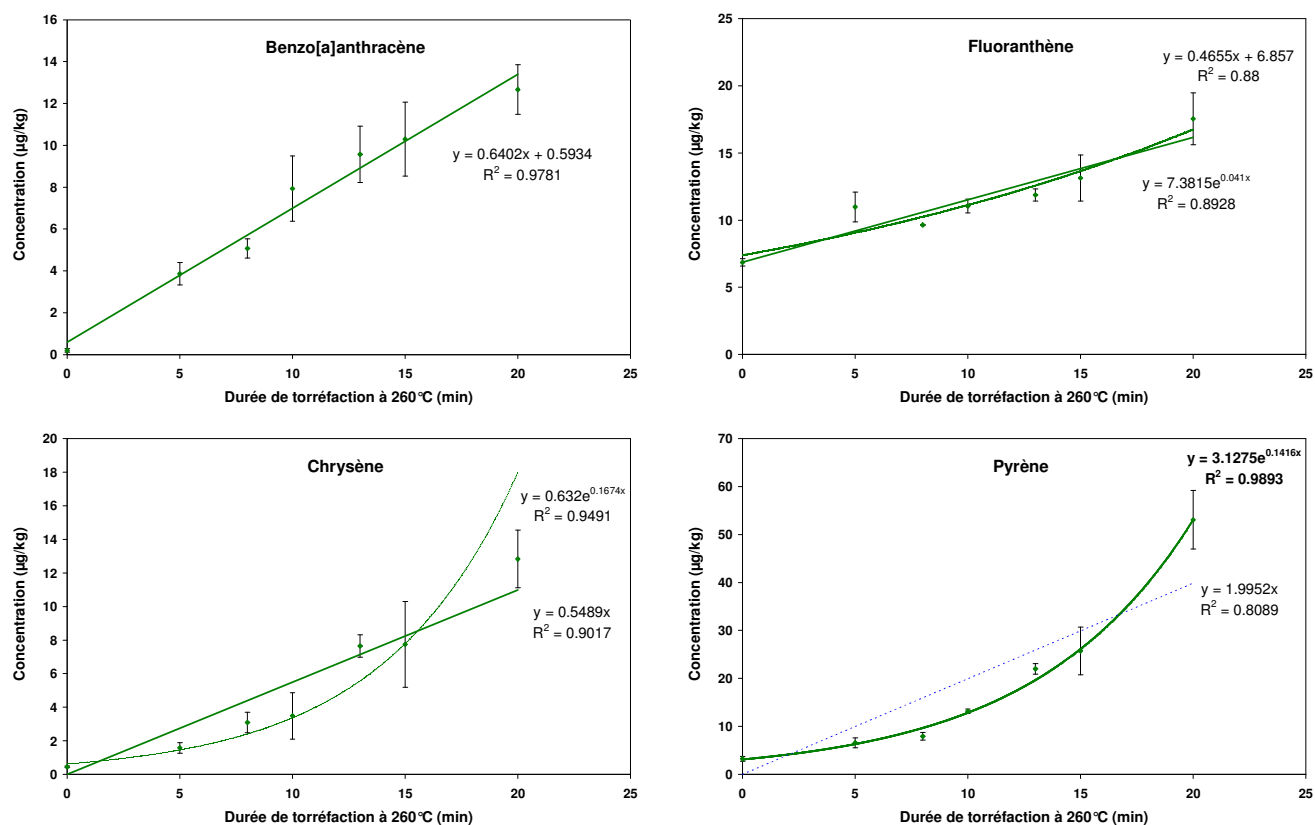 Benzo[a]anthracène
Concentration (µg/kg)
16
14
12
10
8
6
4
2
0
y = 0.6402x + 0.5934
R² = 0.9781
0 5 10 15 20 25
Durée de torréfaction à 260°C (min)
Fluoranthène
Concentration (µg/kg)
25
20
15
10
5
0
y = 0.4655x + 6.857
R² = 0.88
y = 7.3815e^0.041x
R² = 0.8928
0 5 10 15 20 25
Durée de torréfaction à 260°C (min)
Chrysène
Concentration (µg/kg)
20
18
16
14
12
10
8
6
4
2
0
y = 0.632e^0.1674x
R² = 0.9491
y = 0.5489x
R² = 0.9017
0 5 10 15 20 25
Durée de torréfaction à 260°C (min)
Pyrène
Concentration (µg/kg)
70
60
50
40
30
20
10
0
y = 3.1275e^0.1416x
R² = 0.9893
y = 1.9952x
R² = 0.8089
0 5 10 15 20 25
Durée de torréfaction à 260°C (min)